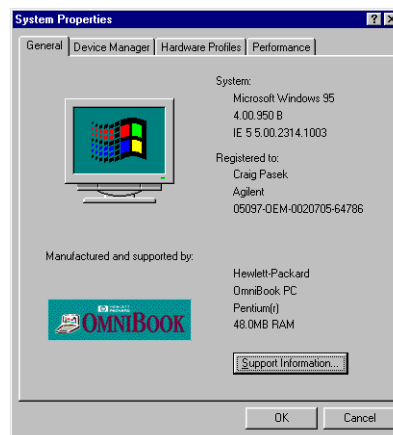 System Properties
General
Device Manager
Hardware Profiles
Performance
System:
Microsoft Windows 95
4.00.950 B
IE 5 5.00.2314.1003
Registered to:
Craig Pasek
Agilent
05097-OEM-0020705-64786
Manufactured and supported by:
HEWLETT
PACKARD
OMNIBOOK
Hewlett-Packard
OmniBook PC
Pentium(r)
48.0MB RAM
Support Information...
OK
Cancel